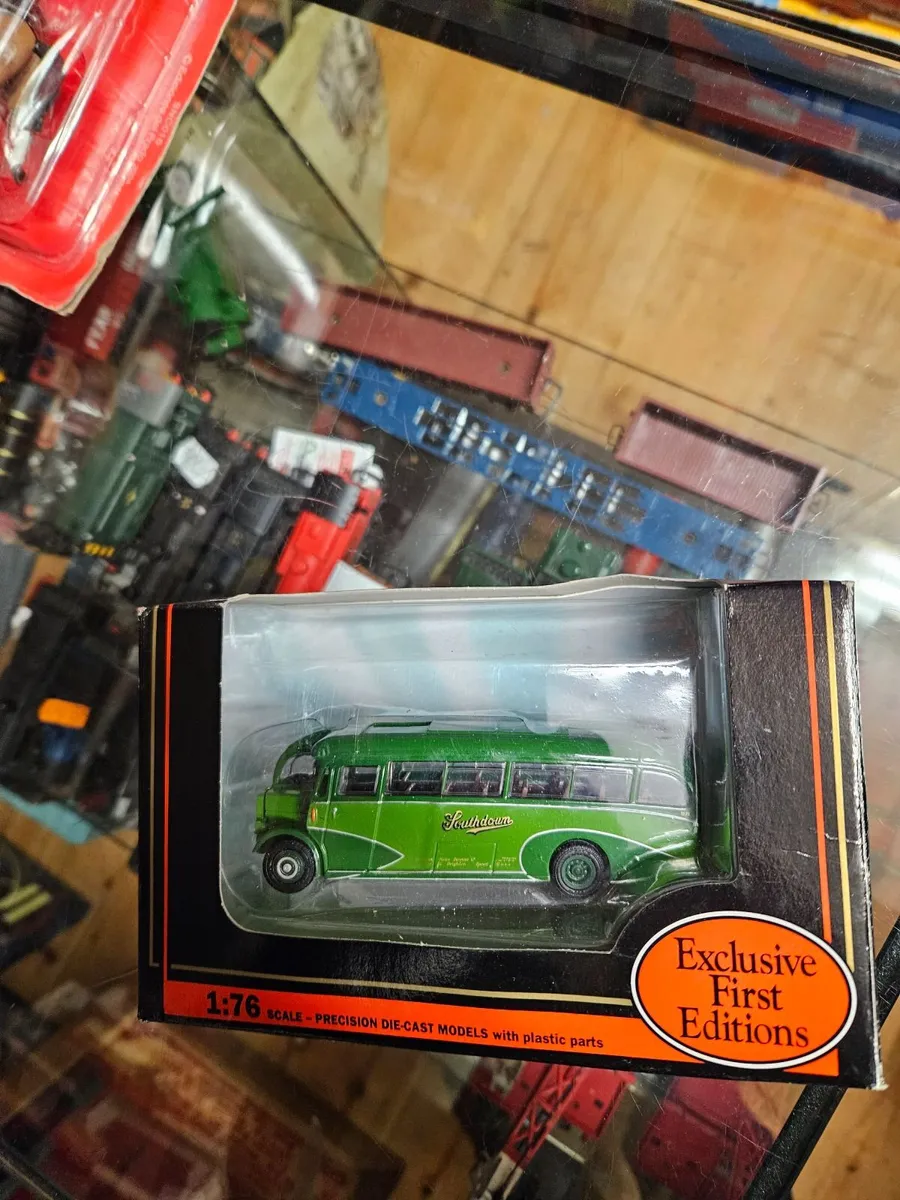 Southdown
Exclusive
First
Editions
1:76 SCALE – PRECISION DIE-CAST MODELS with plastic parts